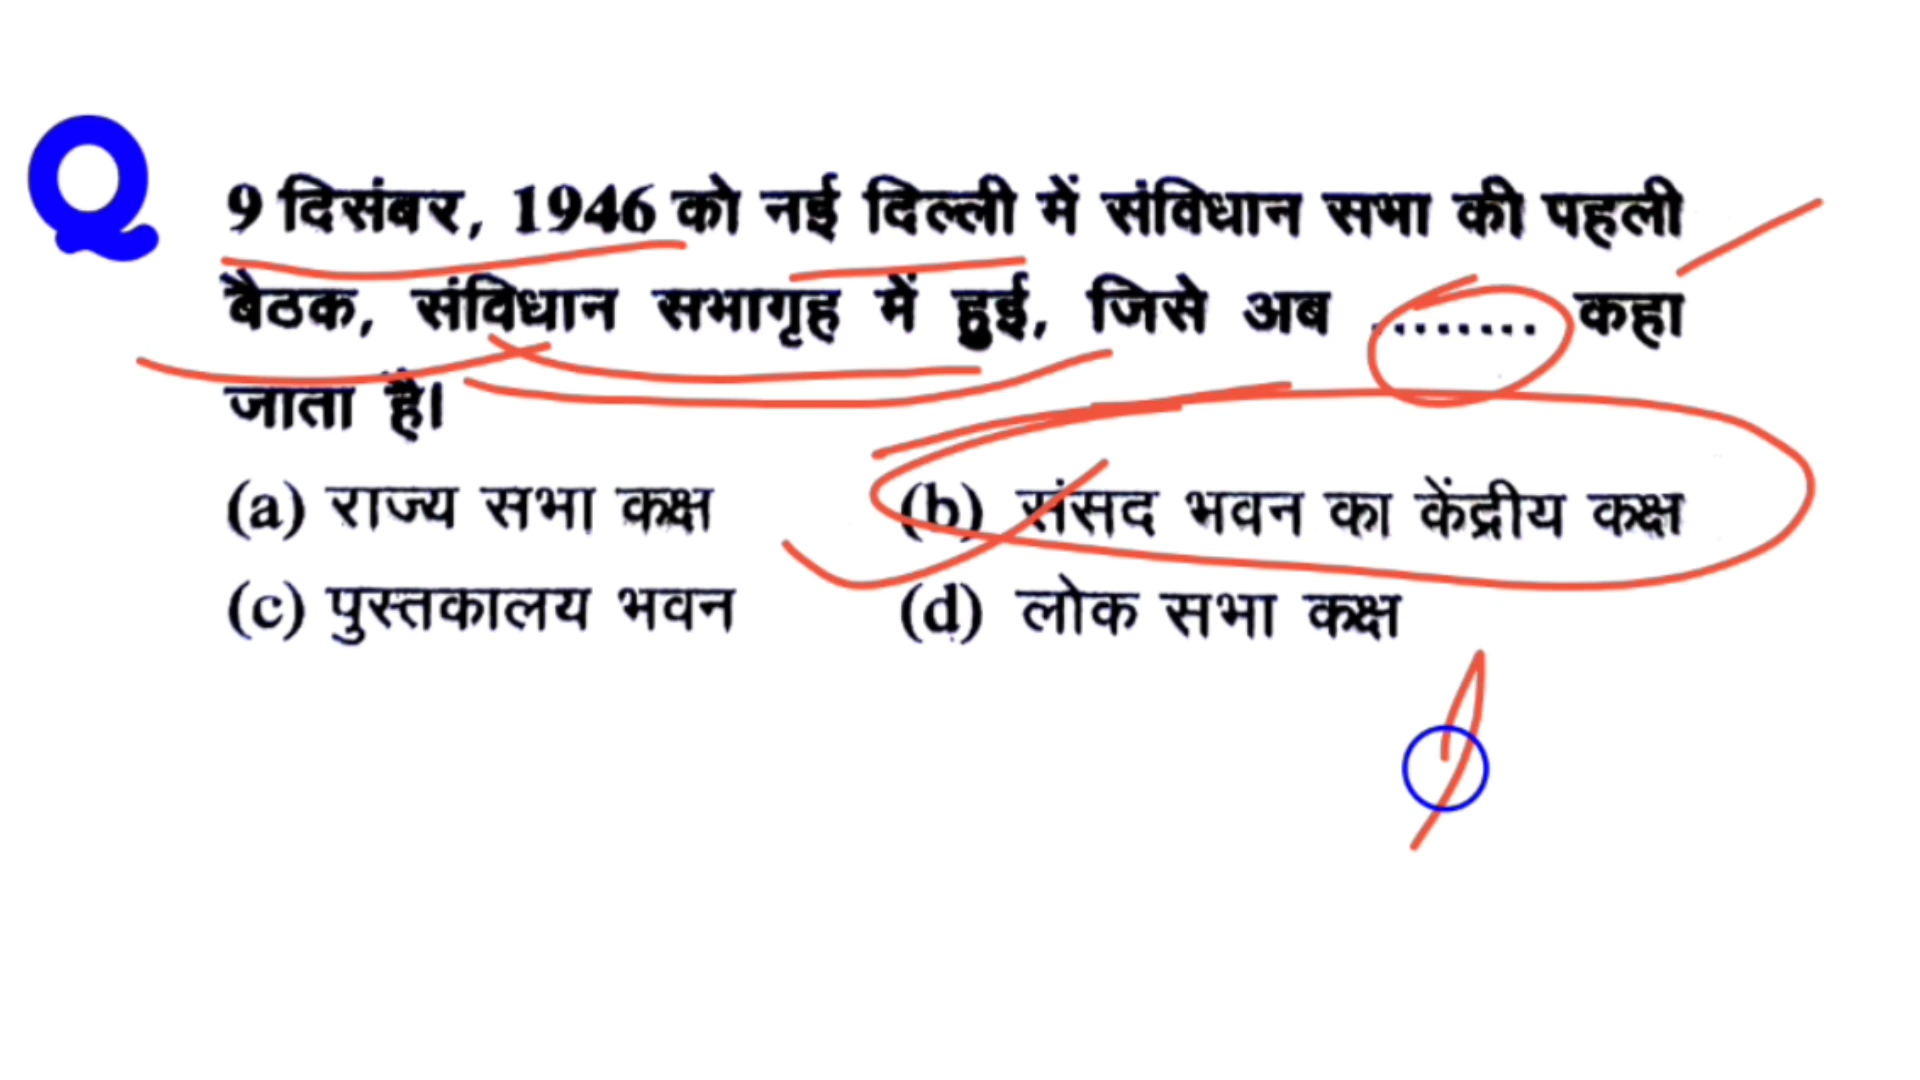 Q
9 दिसंबर, 1946 को नई दिल्ली में संविधान सभा की पहली
बैठक, संविधान सभागृह में हुई, जिसे अब ........ कहा
जाता है।
(a) राज्य सभा कक्ष (b) संसद भवन का केंद्रीय कक्ष
(c) पुस्तकालय भवन (d) लोक सभा कक्ष